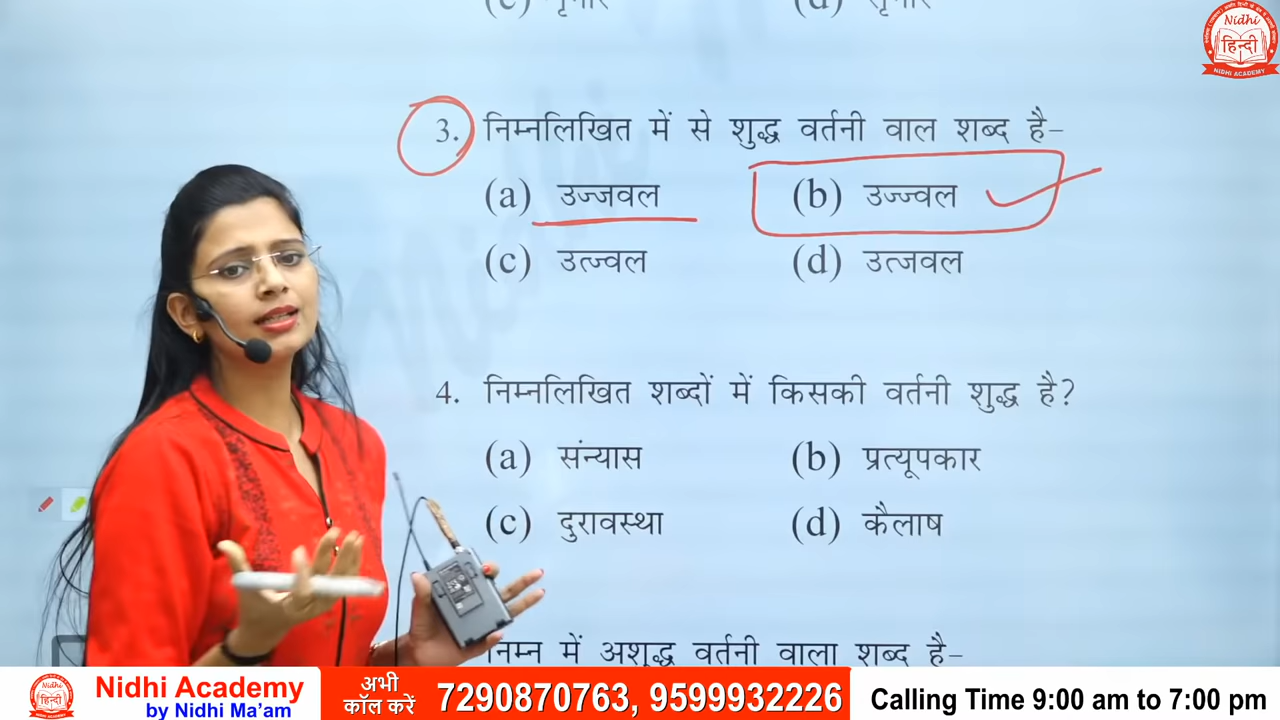 (c) (d)
Nidhi
हिन्दी
NIDHI ACADEMY
3. निम्नलिखित में से शुद्ध वर्तनी वाल शब्द है-
(a) उज्जवल (b) उज्ज्वल
(c) उत्ज्वल (d) उत्जवल
4. निम्नलिखित शब्दों में किसकी वर्तनी शुद्ध है?
(a) संन्यास (b) प्रत्यूपकार
(c) दुरावस्था (d) कैलाष
निम्न में अशुद्ध वर्तनी वाला शब्द है-
हिन्दी
Nidhi Academy
by Nidhi Ma'am
अभी
कॉल करें
7290870763, 9599932226
Calling Time 9:00 am to 7:00 pm